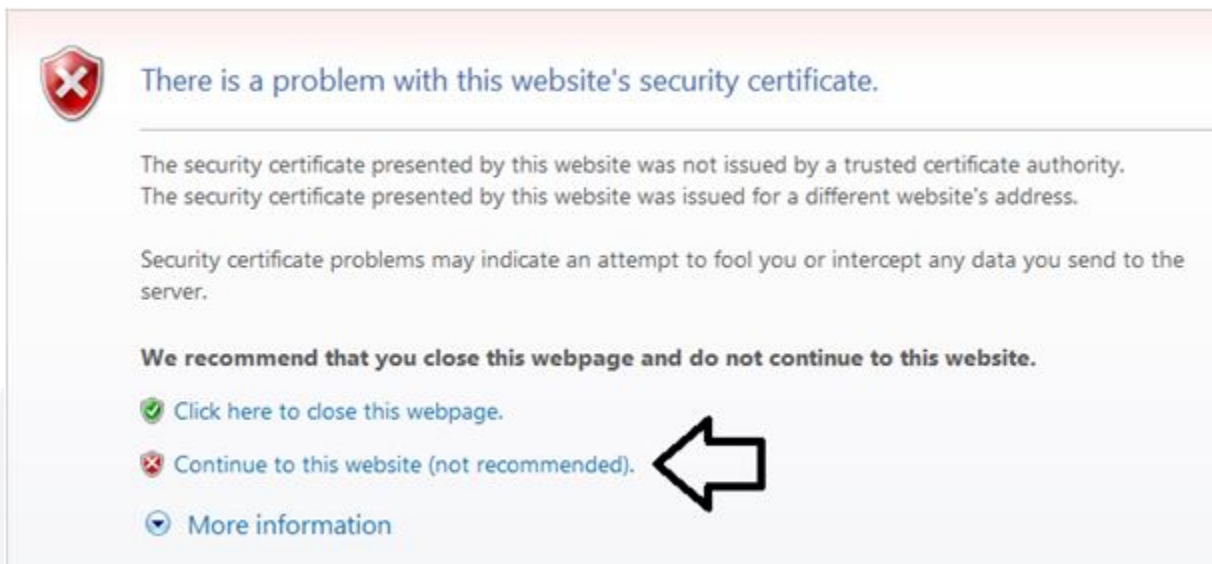 There is a problem with this website's security certificate.
The security certificate presented by this website was not issued by a trusted certificate authority.
The security certificate presented by this website was issued for a different website's address.
Security certificate problems may indicate an attempt to fool you or intercept any data you send to the
server.
We recommend that you close this webpage and do not continue to this website.
Click here to close this webpage.
Continue to this website (not recommended).
More information